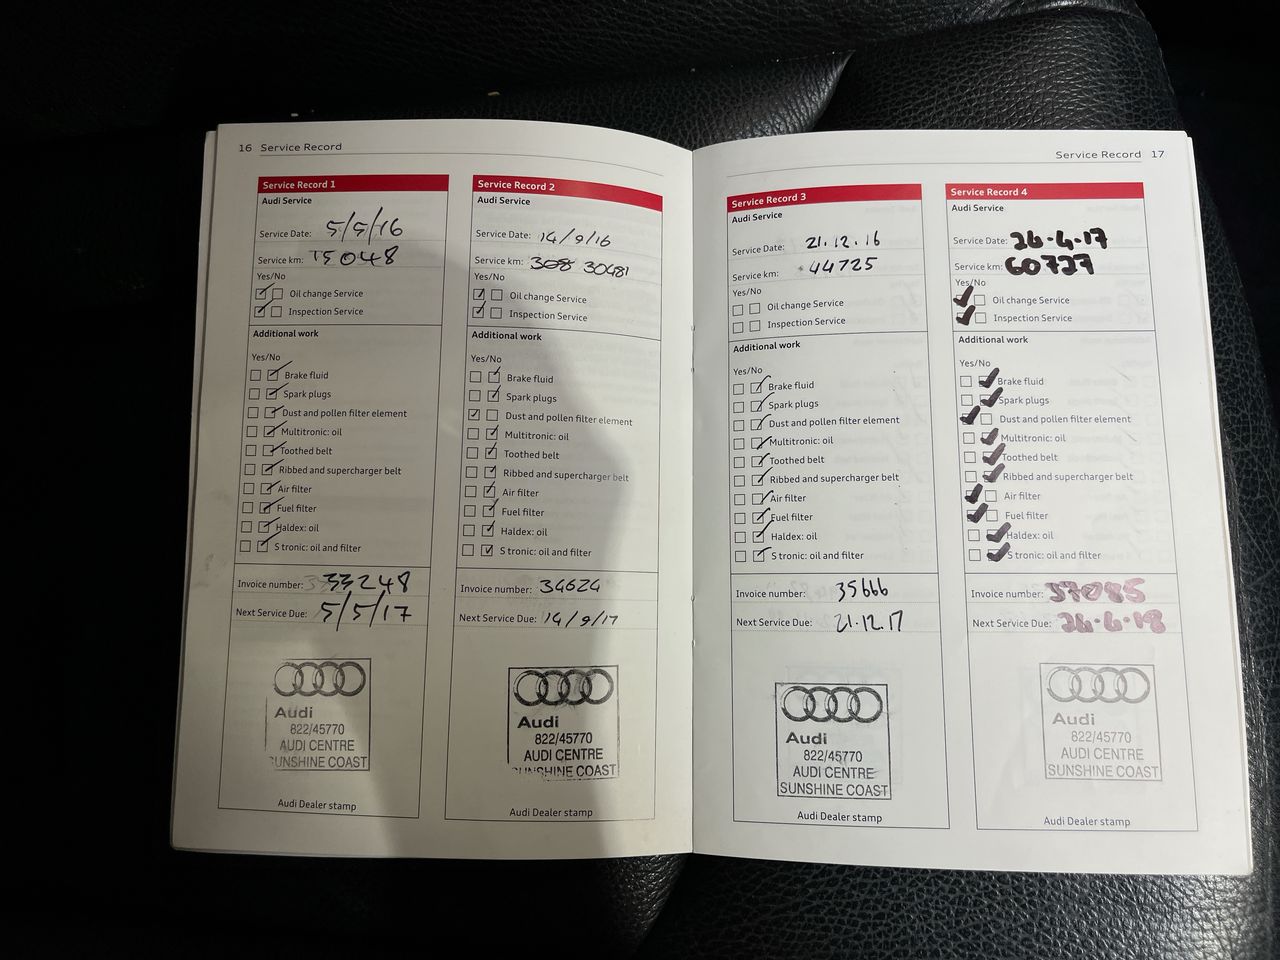 16 Service Record
Service Record 1
Audi Service
Service Date: 5/5/16
Service km: 15048
Yes/No
Oil change Service
Inspection Service
Additional work
Yes/No
Brake fluid
Spark plugs
Dust and pollen filter element
Multitronic: oil
Toothed belt
Ribbed and supercharger belt
Air filter
Fuel filter
Haldex: oil
S tronic: oil and filter
Invoice number: 33248
Next Service Due: 5/5/17
Audi
822/45770
AUDI CENTRE
SUNSHINE COAST
Audi Dealer stamp
Service Record 2
Audi Service
Service Date: 14/9/16
Service km: 308 30481
Yes/No
Oil change Service
Inspection Service
Additional work
Yes/No
Brake fluid
Spark plugs
Dust and pollen filter element
Multitronic: oil
Toothed belt
Ribbed and supercharger belt
Air filter
Fuel filter
Haldex: oil
S tronic: oil and filter
Invoice number: 34624
Next Service Due: 14/9/17
Audi
822/45770
AUDI CENTRE
SUNSHINE COAST
Audi Dealer stamp
Service Record 17
Service Record 3
Audi Service
Service Date: 21.12.16
Service km: 44725
Yes/No
Oil change Service
Inspection Service
Additional work
Yes/No
Brake fluid
Spark plugs
Dust and pollen filter element
Multitronic: oil
Toothed belt
Ribbed and supercharger belt
Air filter
Fuel filter
Haldex: oil
S tronic: oil and filter
Invoice number: 35666
Next Service Due: 21.12.17
Audi
822/45770
AUDI CENTRE
SUNSHINE COAST
Audi Dealer stamp
Service Record 4
Audi Service
Service Date: 26.4.17
Service km: 60727
Yes/No
Oil change Service
Inspection Service
Additional work
Yes/No
Brake fluid
Spark plugs
Dust and pollen filter element
Multitronic: oil
Toothed belt
Ribbed and supercharger belt
Air filter
Fuel filter
Haldex: oil
S tronic: oil and filter
Invoice number: 37085
Next Service Due: 26.4.18
Audi
822/45770
AUDI CENTRE
SUNSHINE COAST
Audi Dealer stamp